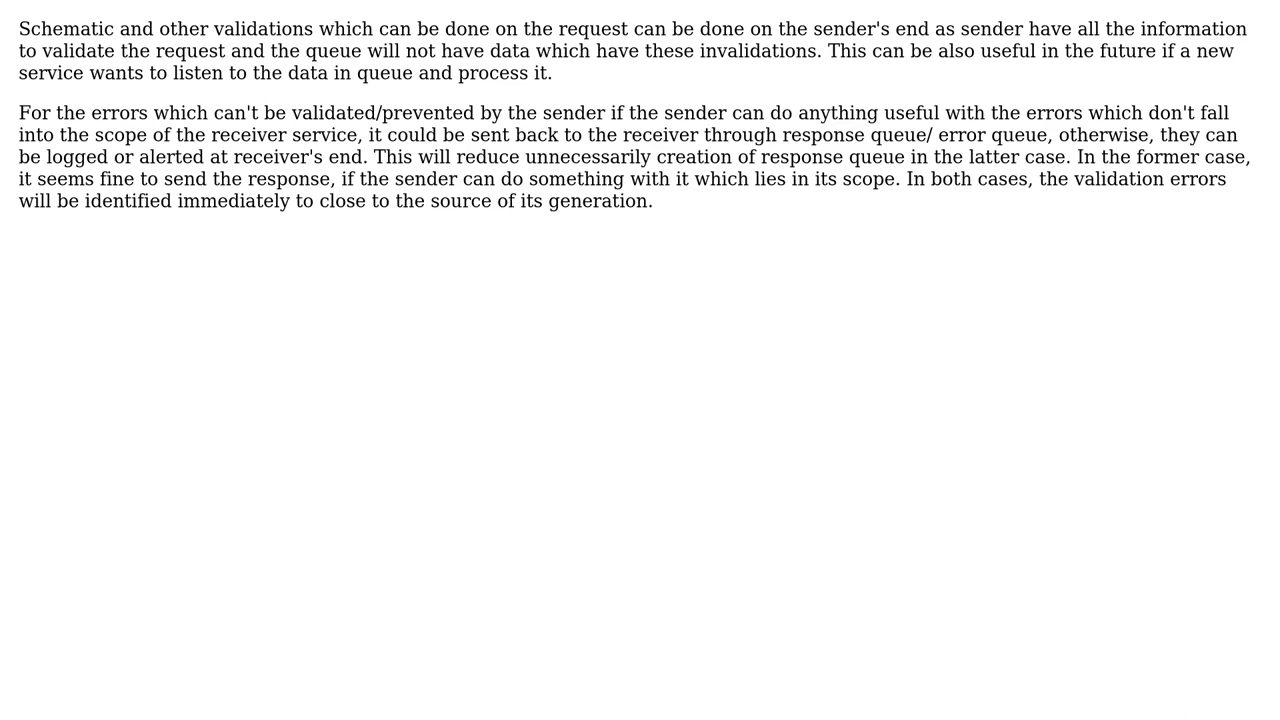 Schematic and other validations which can be done on the request can be done on the sender's end as sender have all the information
to validate the request and the queue will not have data which have these invalidations. This can be also useful in the future if a new
service wants to listen to the data in queue and process it.
For the errors which can't be validated/prevented by the sender if the sender can do anything useful with the errors which don't fall
into the scope of the receiver service, it could be sent back to the receiver through response queue/ error queue, otherwise, they can
be logged or alerted at receiver's end. This will reduce unnecessarily creation of response queue in the latter case. In the former case,
it seems fine to send the response, if the sender can do something with it which lies in its scope. In both cases, the validation errors
will be identified immediately to close to the source of its generation.